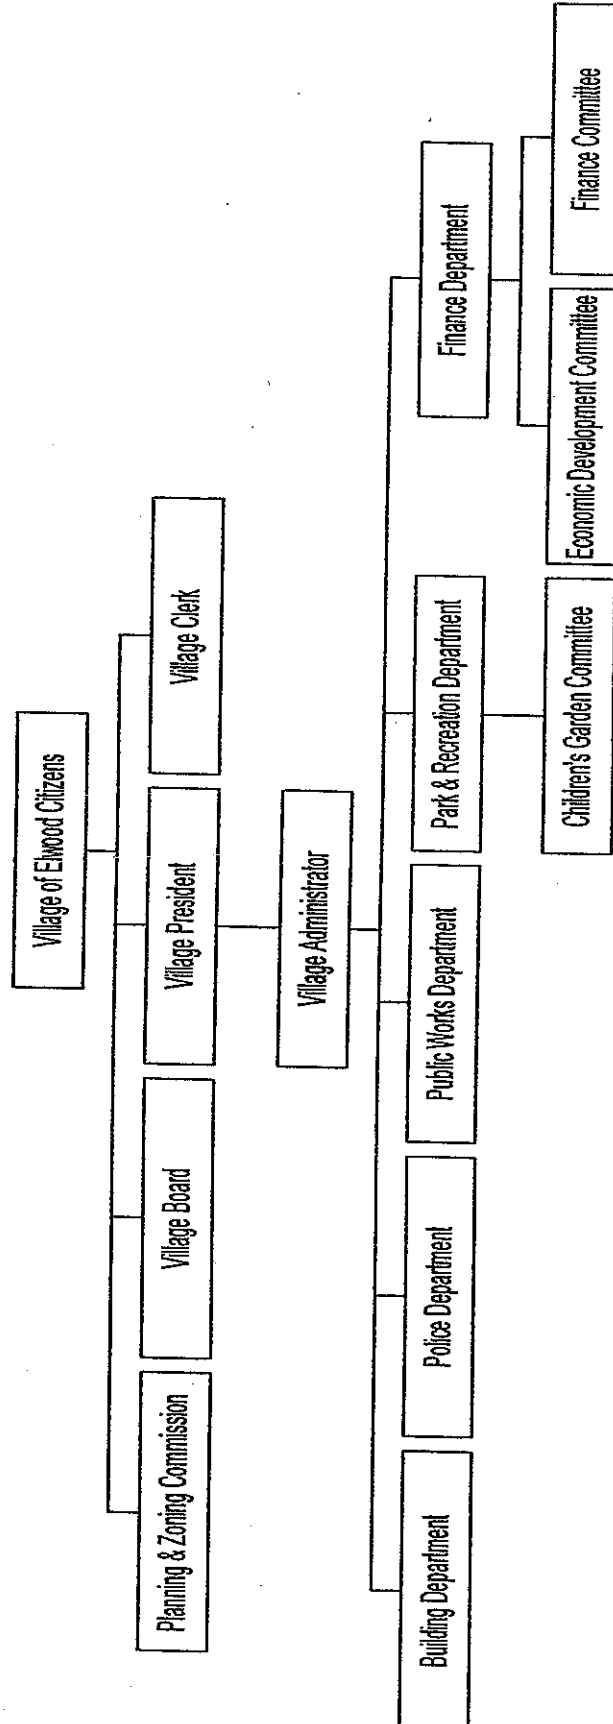 Village of Elwood Citizens
Planning & Zoning Commission
Village Board
Village President
Village Clerk
Village Administrator
Building Department
Police Department
Public Works Department
Park & Recreation Department
Finance Department
Children's Garden Committee
Economic Development Committee
Finance Committee